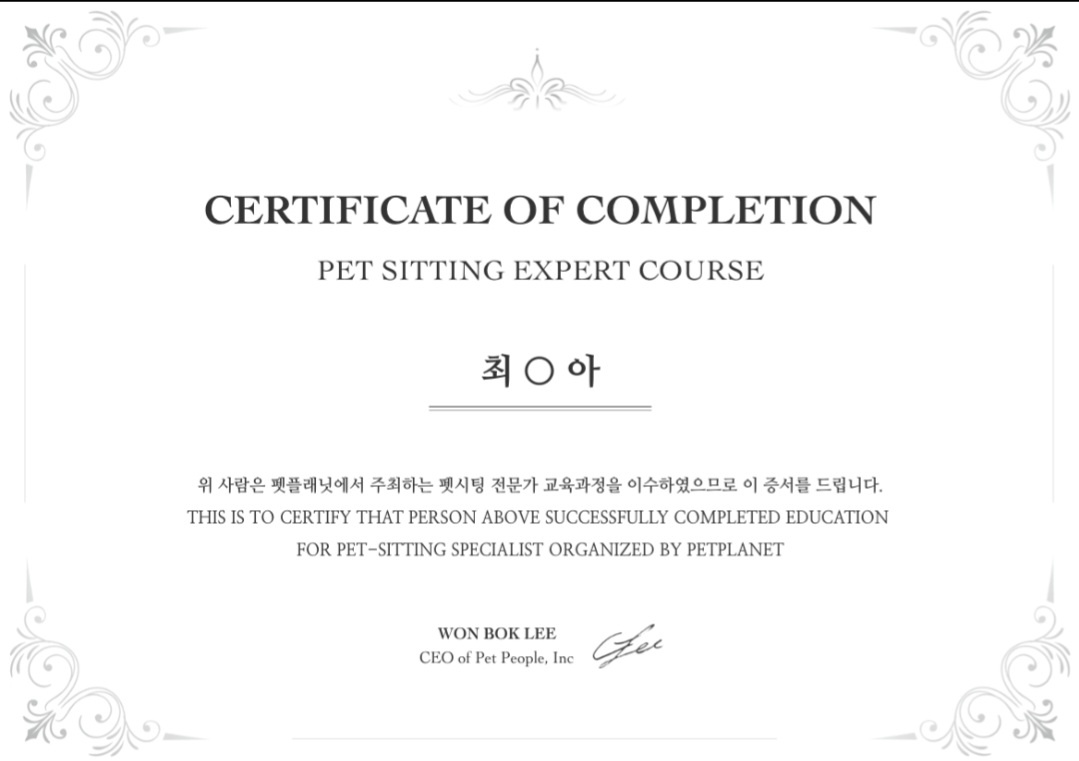 CERTIFICATE OF COMPLETION
PET SITTING EXPERT COURSE
최 ○ 아
위 사람은 펫플래닛에서 주최하는 펫시팅 전문가 교육과정을 이수하였으므로 이 증서를 드립니다.
THIS IS TO CERTIFY THAT PERSON ABOVE SUCCESSFULLY COMPLETED EDUCATION
FOR PET-SITTING SPECIALIST ORGANIZED BY PETPLANET
WON BOK LEE
CEO of Pet People, Inc